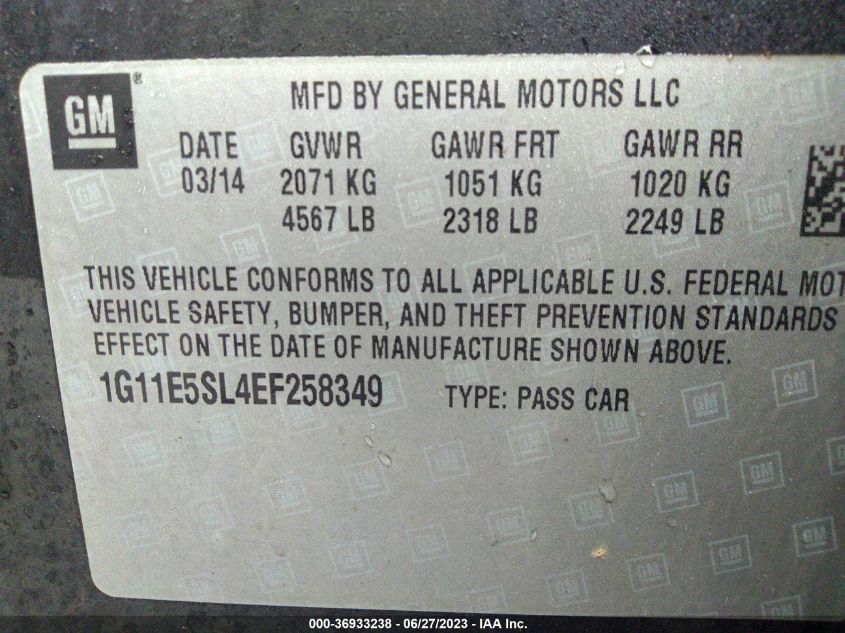 GM ® MFD BY GENERAL MOTORS LLC
DATE GVWR GAWR FRT GAWR RR
03/14 2071 KG 1051 KG 1020 KG
4567 LB 2318 LB 2249 LB
THIS VEHICLE CONFORMS TO ALL APPLICABLE U.S. FEDERAL MOT
VEHICLE SAFETY, BUMPER, AND THEFT PREVENTION STANDARDS
EFFECT ON THE DATE OF MANUFACTURE SHOWN ABOVE.
1G11E5SL4EF258349 TYPE: PASS CAR
000-36933238 - 06/27/2023 - IAA Inc.